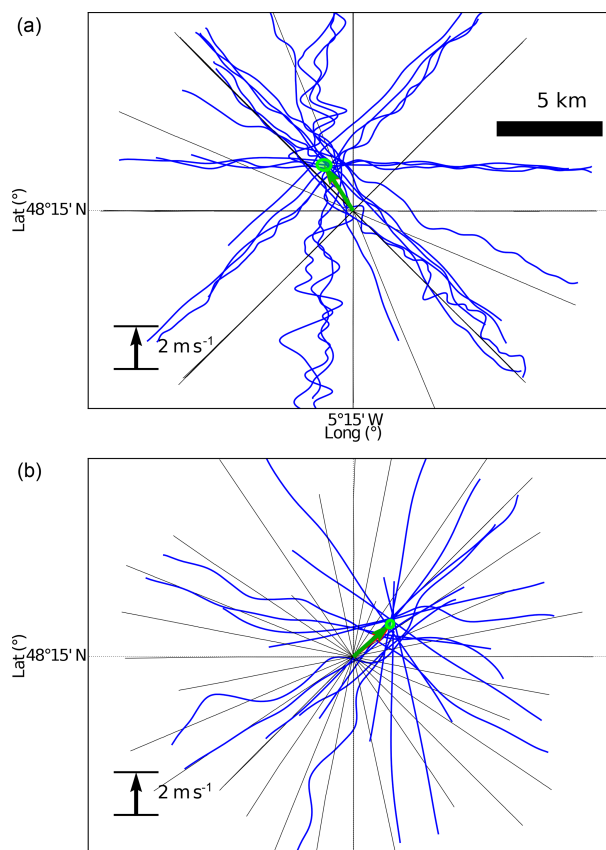 (a)
5 km
Lat (°)
48°15' N
2 m s⁻¹
5°15' W
Long (°)
(b)
Lat (°)
48°15' N
2 m s⁻¹